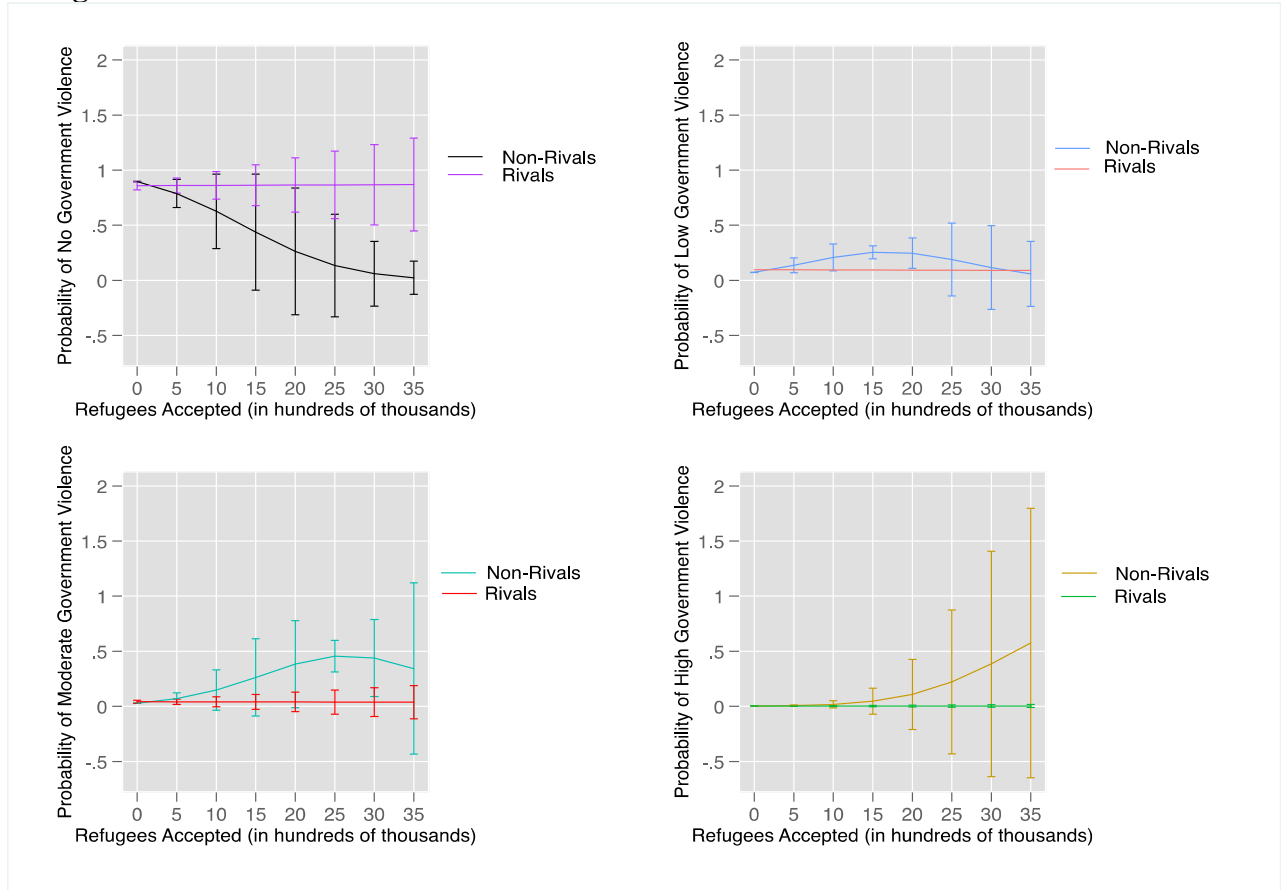 Probability of No Government Violence
2
1.5
1
.5
0
-.5
0 5 10 15 20 25 30 35
Refugees Accepted (in hundreds of thousands)
Non-Rivals
Rivals
Probability of Low Government Violence
2
1.5
1
.5
0
-.5
0 5 10 15 20 25 30 35
Refugees Accepted (in hundreds of thousands)
Non-Rivals
Rivals
Probability of Moderate Government Violence
2
1.5
1
.5
0
-.5
0 5 10 15 20 25 30 35
Refugees Accepted (in hundreds of thousands)
Non-Rivals
Rivals
Probability of High Government Violence
2
1.5
1
.5
0
-.5
0 5 10 15 20 25 30 35
Refugees Accepted (in hundreds of thousands)
Non-Rivals
Rivals